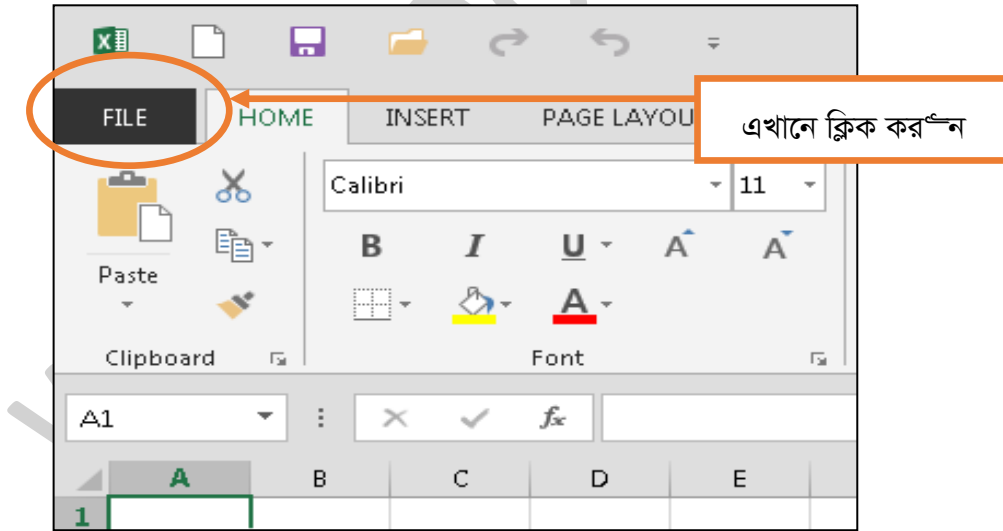 FILE HOME INSERT PAGE LAYOU
এখানে ক্লিক করুন
Calibri 11
B I U A A
Paste A
Clipboard Font
A1 fx
A B C D E
1